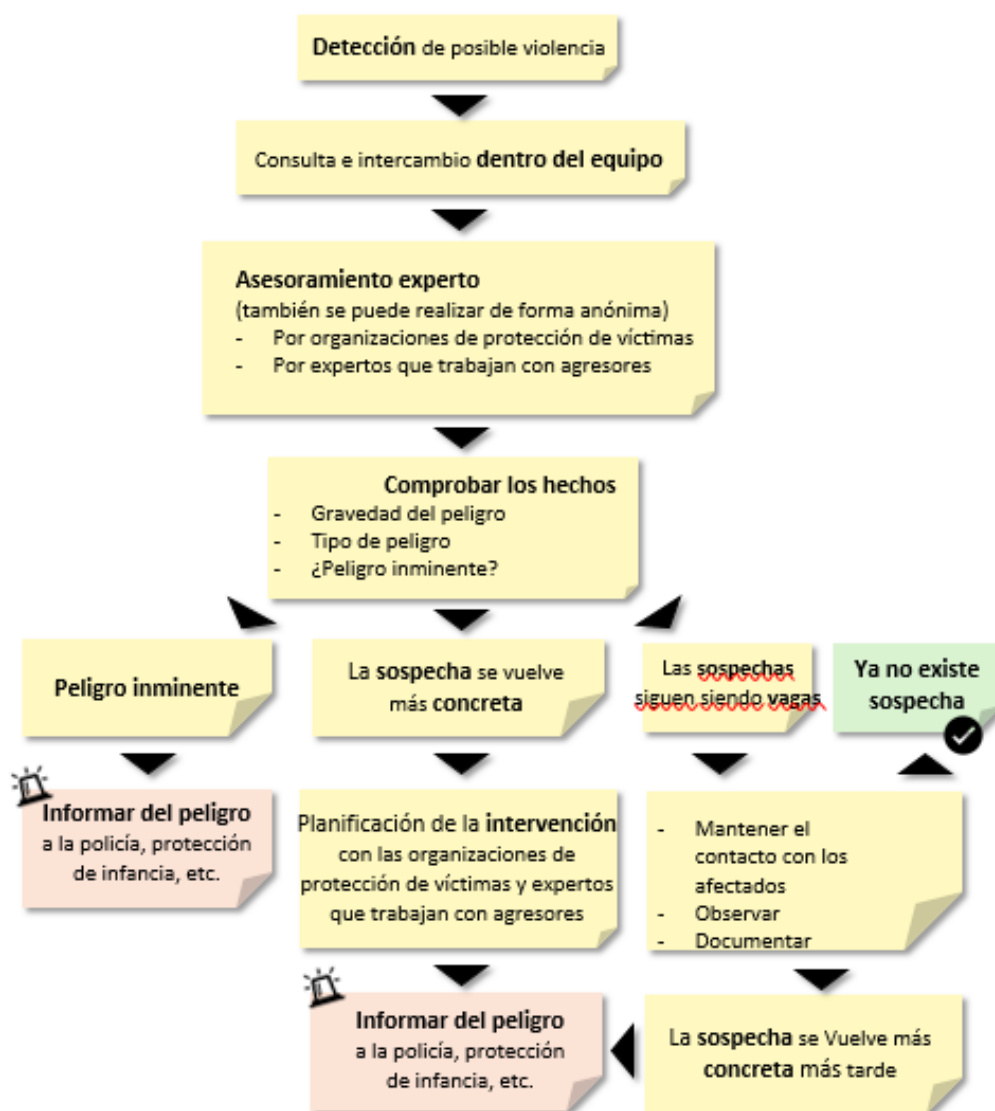 Detección de posible violencia
Consulta e intercambio dentro del equipo
Asesoramiento experto
(también se puede realizar de forma anónima)
- Por organizaciones de protección de víctimas
- Por expertos que trabajan con agresores
Comprobar los hechos
- Gravedad del peligro
- Tipo de peligro
- ¿Peligro inminente?
Peligro inminente
La sospecha se vuelve
más concreta
Las sospechas
siguen siendo vagas
Ya no existe
sospecha
Informar del peligro
a la policía, protección
de infancia, etc.
Planificación de la intervención
con las organizaciones de
protección de víctimas y expertos
que trabajan con agresores
- Mantener el
contacto con los
afectados
- Observar
- Documentar
Informar del peligro
a la policía, protección
de infancia, etc.
La sospecha se Vuelve más
concreta más tarde